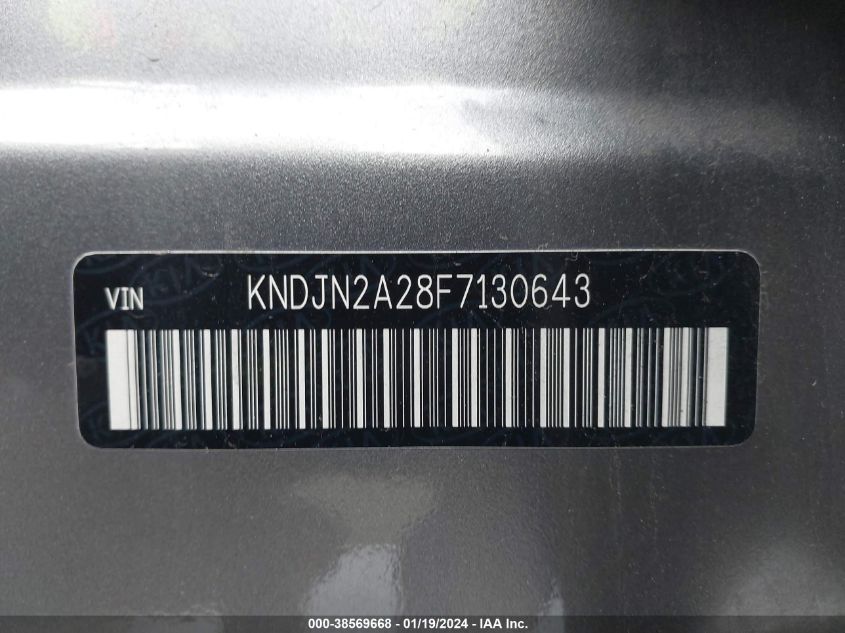 VIN KNDJN2A28F7130643
000-38569668 - 01/19/2024 - IAA Inc.